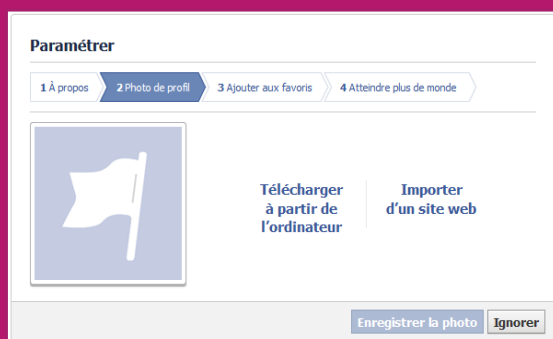 Paramétrer
1 À propos 2 Photo de profil 3 Ajouter aux favoris 4 Atteindre plus de monde
Télécharger
à partir de
l'ordinateur
Importer
d'un site web
Enregistrer la photo Ignorer